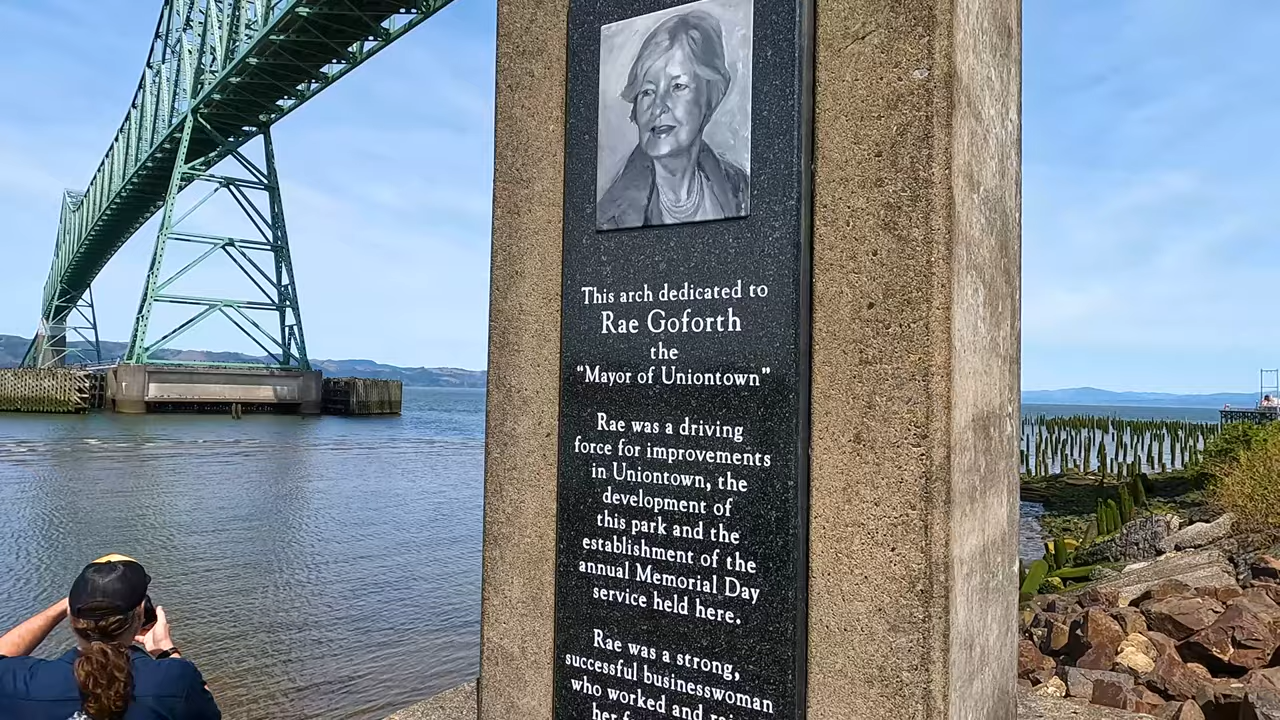 This arch dedicated to
Rae Goforth
the
“Mayor of Uniontown”
Rae was a driving
force for improvements
in Uniontown, the
development of
this park and the
establishment of the
annual Memorial Day
service held here.
Rae was a strong,
successful businesswoman
who worked and
her